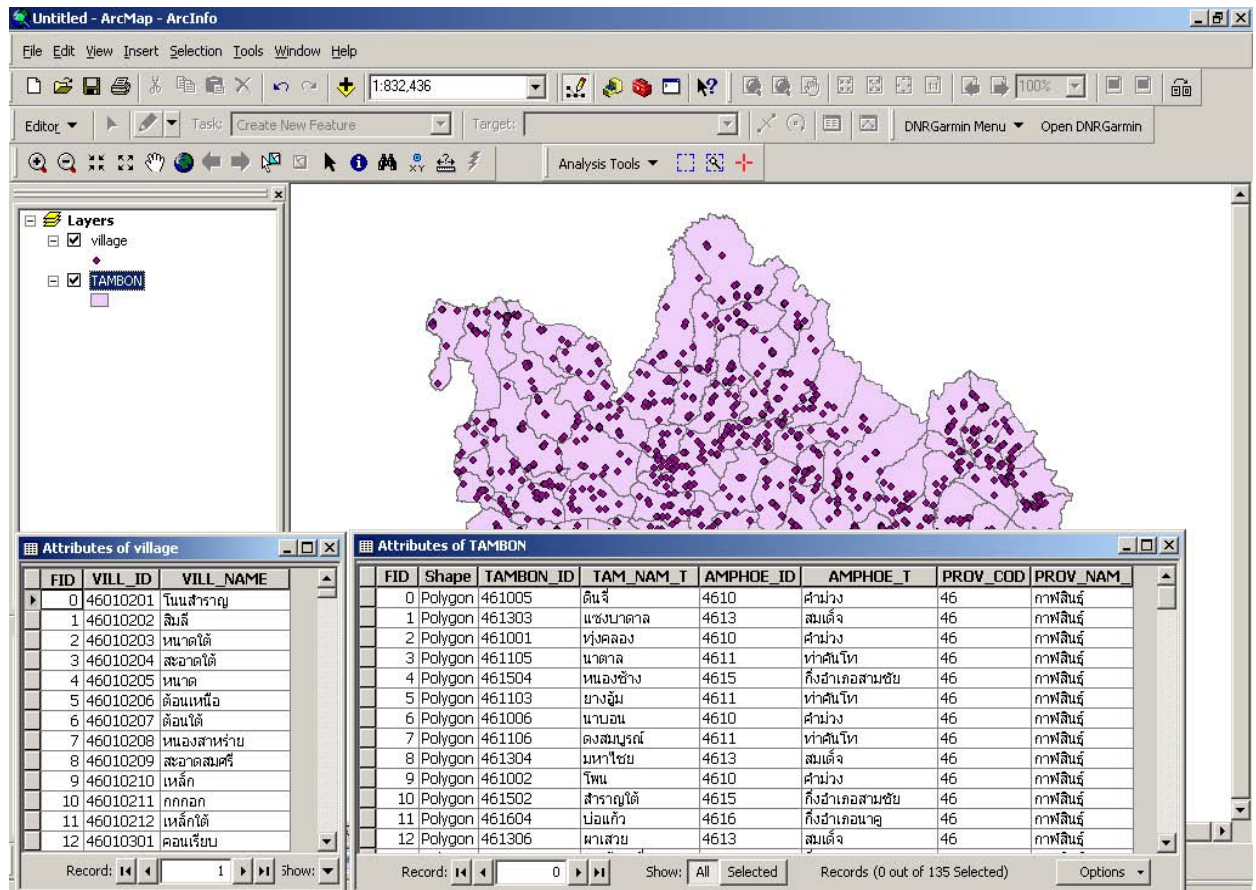 Untitled - ArcMap - ArcInfo
File Edit View Insert Selection Tools Window Help
1:832,436 100%
Editor Task: Create New Feature Target: DNRGarmin Menu Open DNRGarmin
Analysis Tools
Layers
village
TAMBON
Attributes of village
FID VILL_ID VILL_NAME
0 46010201 โนนสำราญ
1 46010202 สิมลี
2 46010203 หนาดใต้
3 46010204 สะอาดใต้
4 46010205 หนาด
5 46010206 ต้อนเหนือ
6 46010207 ต้อนใต้
7 46010208 หนองสาหร่าย
8 46010209 สะอาดสมศรี
9 46010210 เหล็ก
10 46010211 กกกอก
11 46010212 เหล็กใต้
12 46010301 คอนเรียบ
Record: 1 Show:
Attributes of TAMBON
FID Shape TAMBON_ID TAM_NAM_T AMPHOE_ID AMPHOE_T PROV_COD PROV_NAM_
0 Polygon 461005 ดินจี่ 4610 คำม่วง 46 กาฬสินธุ์
1 Polygon 461303 แซงบาดาล 4613 สมเด็จ 46 กาฬสินธุ์
2 Polygon 461001 ทุ่งคลอง 4610 คำม่วง 46 กาฬสินธุ์
3 Polygon 461105 นาตาล 4611 ท่าคันโท 46 กาฬสินธุ์
4 Polygon 461504 หนองช้าง 4615 กิ่งอำเภอสามชัย 46 กาฬสินธุ์
5 Polygon 461103 ยางอู้ม 4611 ท่าคันโท 46 กาฬสินธุ์
6 Polygon 461006 นาบอน 4610 คำม่วง 46 กาฬสินธุ์
7 Polygon 461106 ดงสมบูรณ์ 4611 ท่าคันโท 46 กาฬสินธุ์
8 Polygon 461304 มหาไชย 4613 สมเด็จ 46 กาฬสินธุ์
9 Polygon 461002 โพน 4610 คำม่วง 46 กาฬสินธุ์
10 Polygon 461502 สำราญใต้ 4615 กิ่งอำเภอสามชัย 46 กาฬสินธุ์
11 Polygon 461604 บ่อแก้ว 4616 กิ่งอำเภอนาคู 46 กาฬสินธุ์
12 Polygon 461306 ผาเสวย 4613 สมเด็จ 46 กาฬสินธุ์
Record: 0 Show: All Selected Records (0 out of 135 Selected) Options